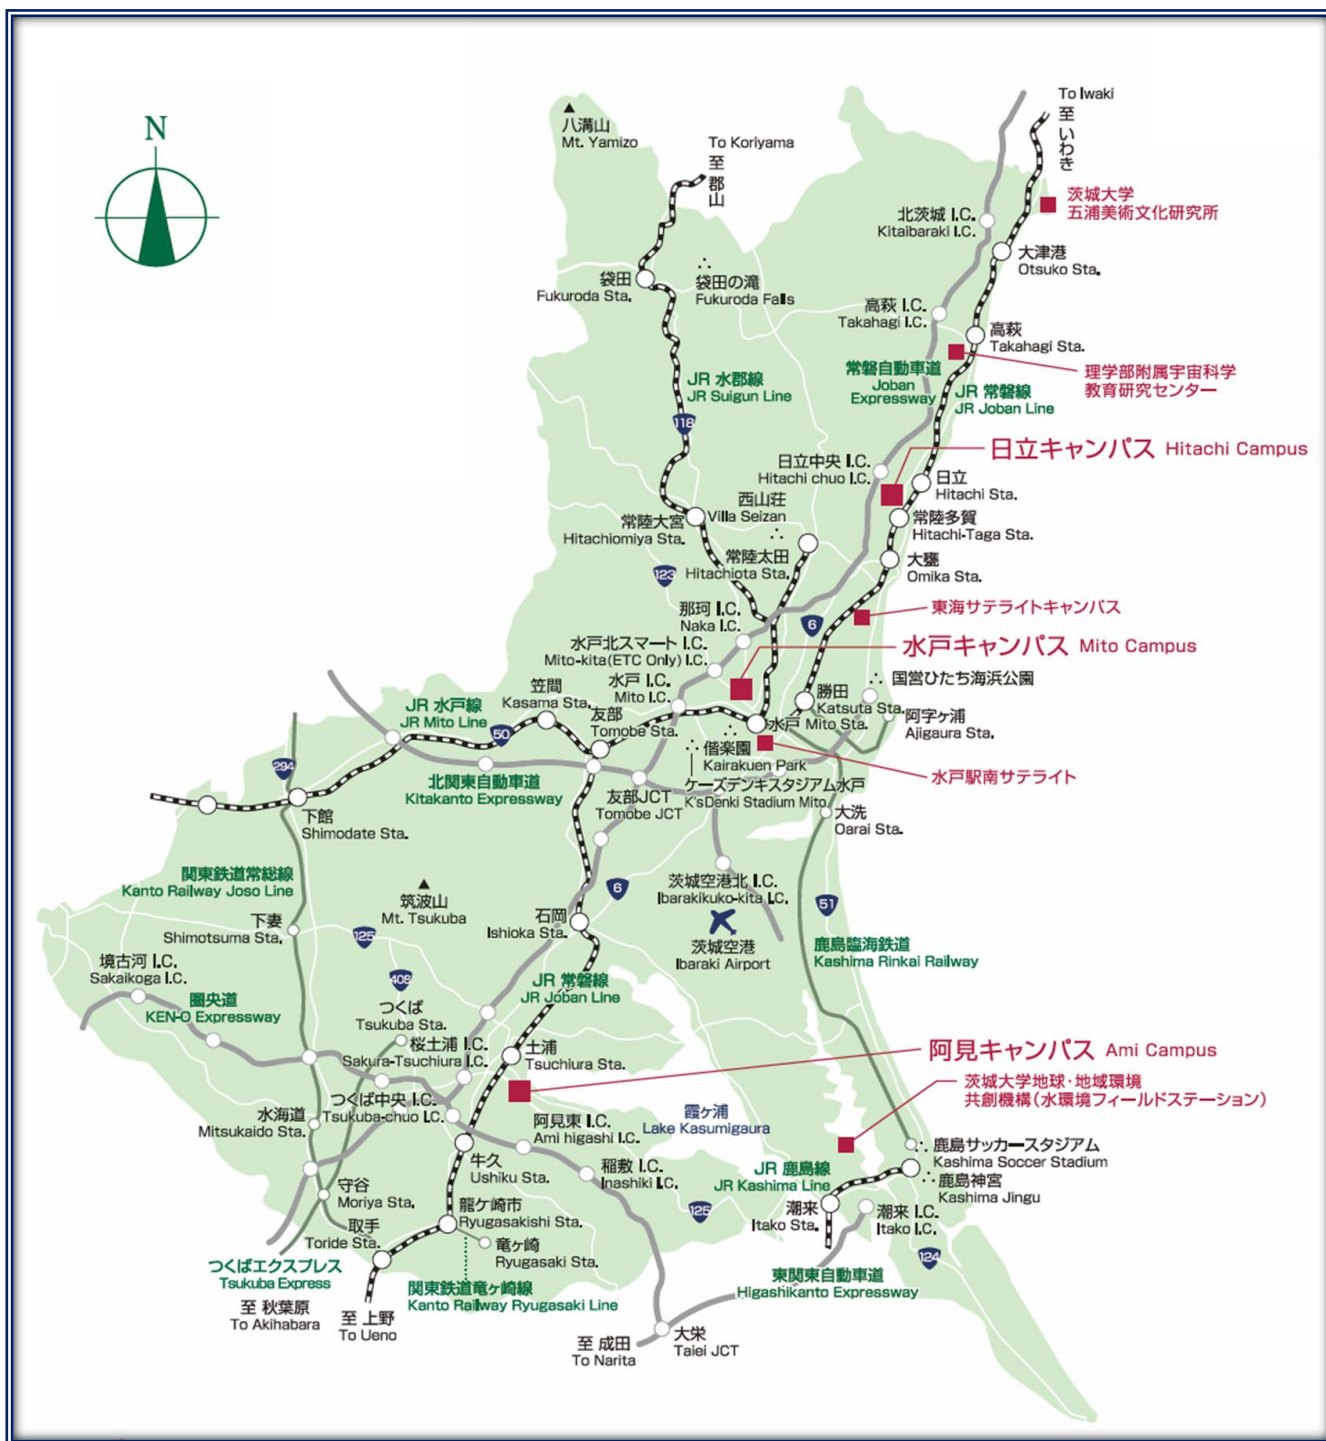 N
八溝山
Mt. Yamizo
To Koriyama
至 郡山
To Iwaki
至 いわき
茨城大学
五浦美術文化研究所
北茨城 I.C.
Kitaibaraki I.C.
大津港
Otsuko Sta.
袋田
Fukuroda Sta.
袋田の滝
Fukuroda Falls
高萩 I.C.
Takahagi I.C.
高萩
Takahagi Sta.
理学部附属宇宙科学
教育研究センター
JR 水郡線
JR Suigun Line
常磐自動車道
Joban
Expressway
JR 常磐線
JR Joban Line
118
日立キャンパス Hitachi Campus
日立中央 I.C.
Hitachi chuo I.C.
日立
Hitachi Sta.
西山荘
Villa Seizan
常陸大宮
Hitachiomiya Sta.
常陸多賀
Hitachi-Taga Sta.
常陸太田
Hitachiota Sta.
大甕
Omika Sta.
123
東海サテライトキャンパス
那珂 I.C.
Naka I.C.
6
水戸北スマート I.C.
Mito-kita(ETC Only) I.C.
水戸キャンパス Mito Campus
水戸 I.C.
Mito I.C.
国営ひたち海浜公園
笠間
Kasama Sta.
JR 水戸線
JR Mito Line
友部
Tomobe Sta.
勝田
Katsuta Sta.
水戸 Mito Sta.
阿字ヶ浦
Ajigaura Sta.
50
294
偕楽園
Kairakuen Park
水戸駅南サテライト
北関東自動車道
Kitakanto Expressway
ケーズデンキスタジアム水戸
K'sDenki Stadium Mito
友部JCT
Tomobe JCT
下館
Shimodate Sta.
大洗
Oarai Sta.
関東鉄道常総線
Kanto Railway Joso Line
筑波山
Mt. Tsukuba
6
茨城空港北 I.C.
Ibarakikuko-kita I.C.
51
下妻
Shimotsuma Sta.
125
石岡
Ishioka Sta.
茨城空港
Ibaraki Airport
鹿島臨海鉄道
Kashima Rinkai Railway
境古河 I.C.
Sakaikoga I.C.
408
JR 常磐線
JR Joban Line
圏央道
KEN-O Expressway
つくば
Tsukuba Sta.
桜土浦 I.C.
Sakura-Tsuchiura I.C.
土浦
Tsuchiura Sta.
阿見キャンパス Ami Campus
茨城大学地球・地域環境
共創機構(水環境フィールドステーション)
つくば中央 I.C.
Tsukuba-chuo I.C.
水海道
Mitsukaido Sta.
阿見東 I.C.
Ami higashi I.C.
霞ヶ浦
Lake Kasumigaura
鹿島サッカースタジアム
Kashima Soccer Stadium
牛久
Ushiku Sta.
稲敷 I.C.
Inashiki I.C.
JR 鹿島線
JR Kashima Line
鹿島神宮
Kashima Jingu
守谷
Moriya Sta.
龍ケ崎市
Ryugasakishi Sta.
125
潮来
Itako Sta.
潮来 I.C.
Itako I.C.
取手
Toride Sta.
竜ヶ崎
Ryugasaki Sta.
124
つくばエクスプレス
Tsukuba Express
関東鉄道竜ヶ崎線
Kanto Railway Ryugasaki Line
東関東自動車道
Higashikanto Expressway
至 秋葉原
To Akihabara
至 上野
To Ueno
至 成田
To Narita
大栄
Taiei JCT